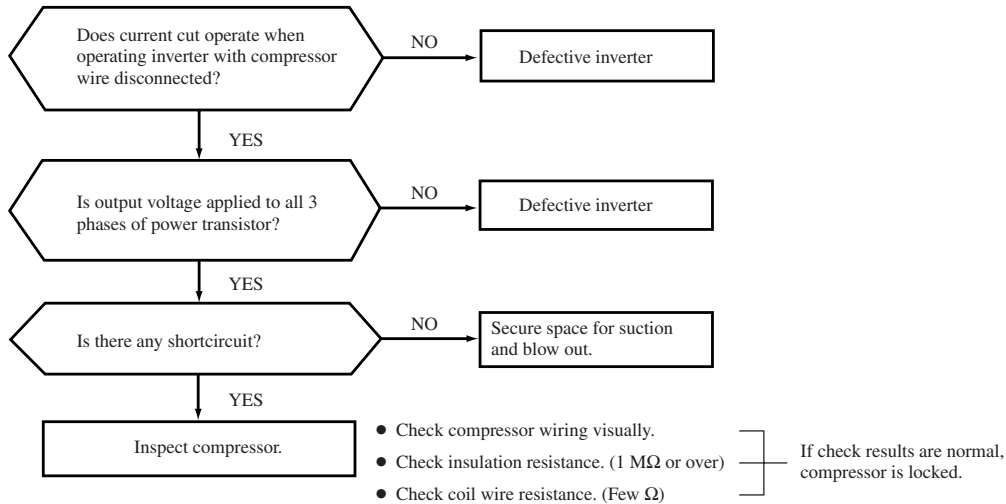 Does current cut operate when
operating inverter with compressor
wire disconnected?
NO
Defective inverter
YES
Is output voltage applied to all 3
phases of power transistor?
NO
Defective inverter
YES
Is there any shortcircuit?
NO
Secure space for suction
and blow out.
YES
Inspect compressor.
● Check compressor wiring visually.
● Check insulation resistance. (1 MΩ or over)
● Check coil wire resistance. (Few Ω)
If check results are normal,
compressor is locked.